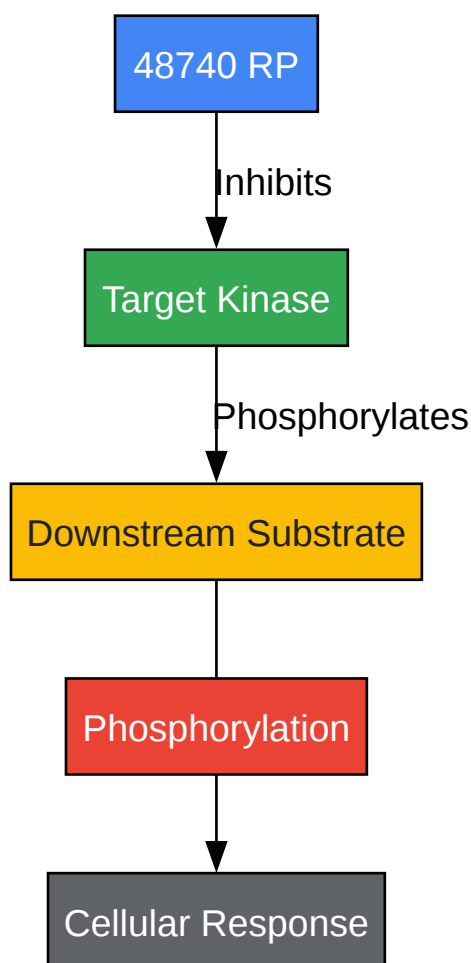 48740 RP
Inhibits
Target Kinase
Phosphorylates
Downstream Substrate
Phosphorylation
Cellular Response